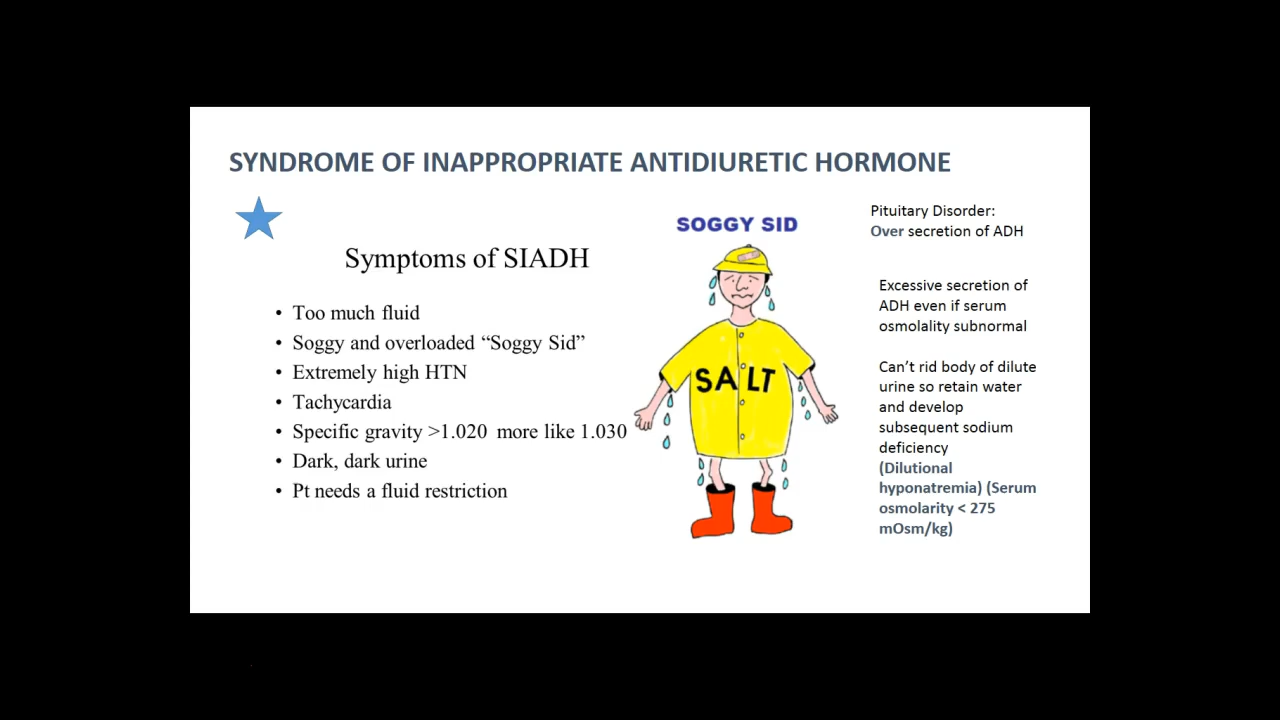 SYNDROME OF INAPPROPRIATE ANTIDIURETIC HORMONE
Symptoms of SIADH
• Too much fluid
• Soggy and overloaded “Soggy Sid”
• Extremely high HTN
• Tachycardia
• Specific gravity >1.020 more like 1.030
• Dark, dark urine
• Pt needs a fluid restriction
SOGGY SID
SALT
Pituitary Disorder:
Over secretion of ADH
Excessive secretion of
ADH even if serum
osmolality subnormal
Can’t rid body of dilute
urine so retain water
and develop
subsequent sodium
deficiency
(Dilutional
hyponatremia) (Serum
osmolarity < 275
mOsm/kg)